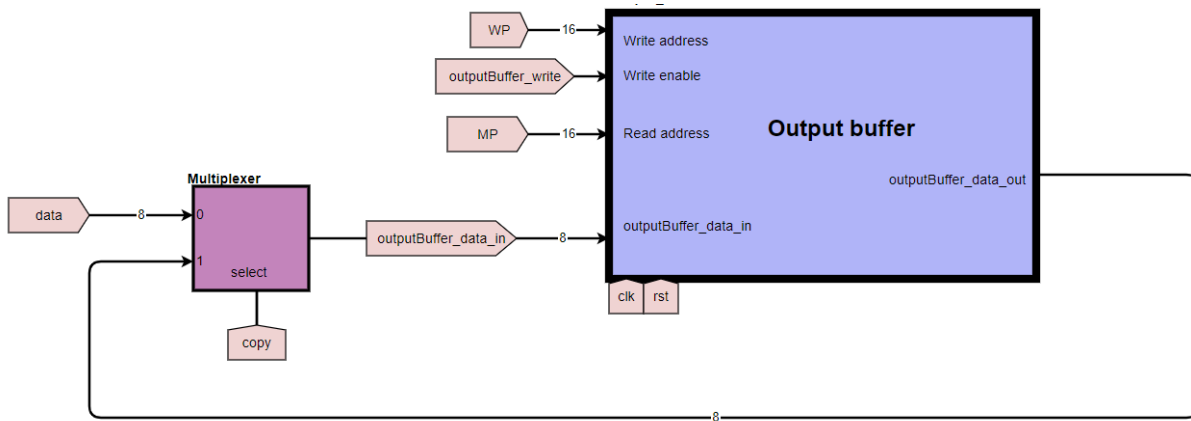 WP
16
Write address
outputBuffer_write
Write enable
MP
16
Read address
Output buffer
outputBuffer_data_out
Multiplexer
data
8
0
1
select
outputBuffer_data_in
8
outputBuffer_data_in
clk
rst
copy
8